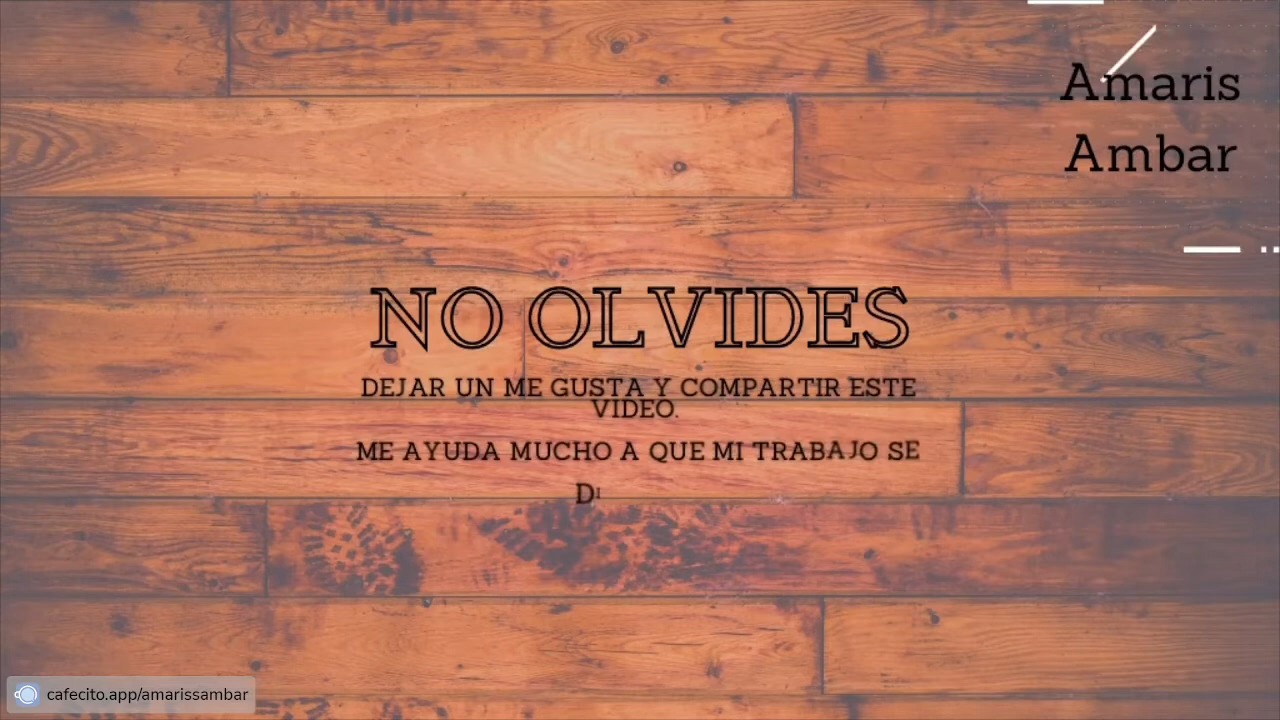 Amaris
Ambar
NO OLVIDES
DEJAR UN ME GUSTA Y COMPARTIR ESTE
VIDEO.
ME AYUDA MUCHO A QUE MI TRABAJO SE
DI
cafecito.app/amarissambar